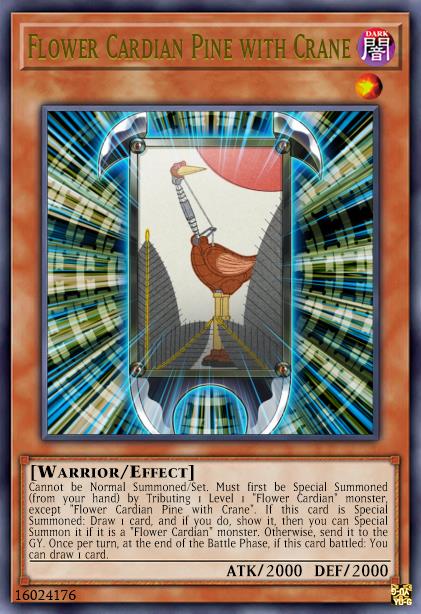 FLOWER CARDIAN PINE WITH CRANE
DARK
闇
[WARRIOR/EFFECT]
Cannot be Normal Summoned/Set. Must first be Special Summoned
(from your hand) by Tributing 1 Level 1 "Flower Cardian" monster,
except "Flower Cardian Pine with Crane". If this card is Special
Summoned: Draw 1 card, and if you do, show it, then you can Special
Summon it if it is a "Flower Cardian" monster. Otherwise, send it to the
GY. Once per turn, at the end of the Battle Phase, if this card battled: You
can draw 1 card.
ATK/2000 DEF/2000
16024176